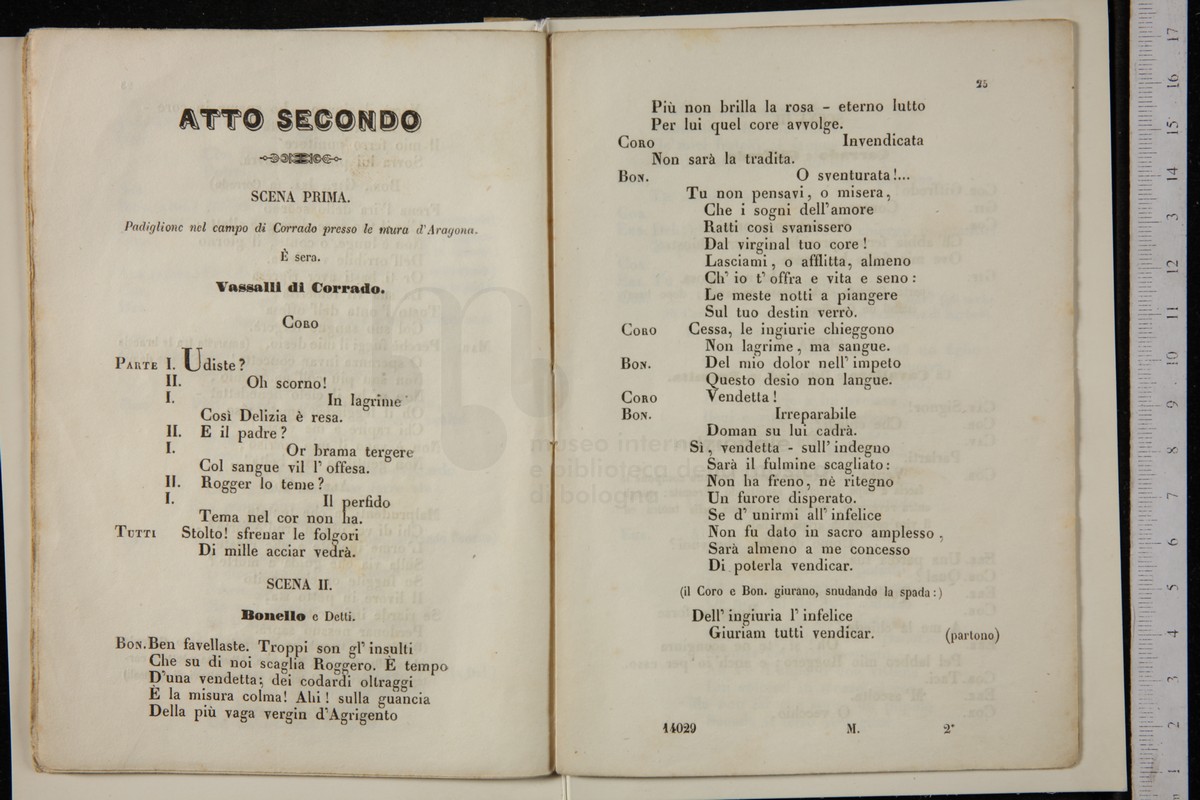 ATTO SECONDO
SCENA PRIMA.
Padiglione nel campo di Corrado presso le mura d'Aragona.
È sera.
Vassalli di Corrado.
CORO
PARTE I. Udiste?
II. Oh scorno!
I. In lagrime
Così Delizia è resa.
II. E il padre?
I. Or brama tergere
Col sangue vil l'offesa.
II. Rogger lo teme?
I. Il perfido
Tema nel cor non ha.
TUTTI Stolto! sfrenar le folgori
Di mille acciar vedrà.
SCENA II.
Bonello e Detti.
BON. Ben favellaste. Troppi son gl'insulti
Che su di noi scaglia Roggero. È tempo
D'una vendetta; dei codardi oltraggi
È la misura colma! Ahi! sulla guancia
Della più vaga vergin d'Agrigento
25
Più non brilla la rosa - eterno lutto
Per lui quel core avvolge.
CORO Invendicata
Non sarà la tradita.
BON. O sventurata!...
Tu non pensavi, o misera,
Che i sogni dell'amore
Ratti così svanissero
Dal virginal tuo core!
Lasciami, o afflitta, almeno
Ch'io t'offra e vita e seno:
Le meste notti a piangere
Sul tuo destin verrò.
CORO Cessa, le ingiurie chieggono
Non lagrime, ma sangue.
BON. Del mio dolor nell'impeto
Questo desio non langue.
CORO Vendetta!
BON. Irreparabile
Doman su lui cadrà.
Sì, vendetta - sull'indegno
Sarà il fulmine scagliato:
Non ha freno, nè ritegno
Un furore disperato.
Se d'unirmi all'infelice
Non fu dato in sacro amplesso,
Sarà almeno a me concesso
Di poterla vendicar.
(il Coro e Bon. giurano, snudando la spada:)
Dell'ingiuria l'infelice
Giuriam tutti vendicar. (partono)
14029 M. 2*
museo internazionale
e biblioteca della musica
di bologna